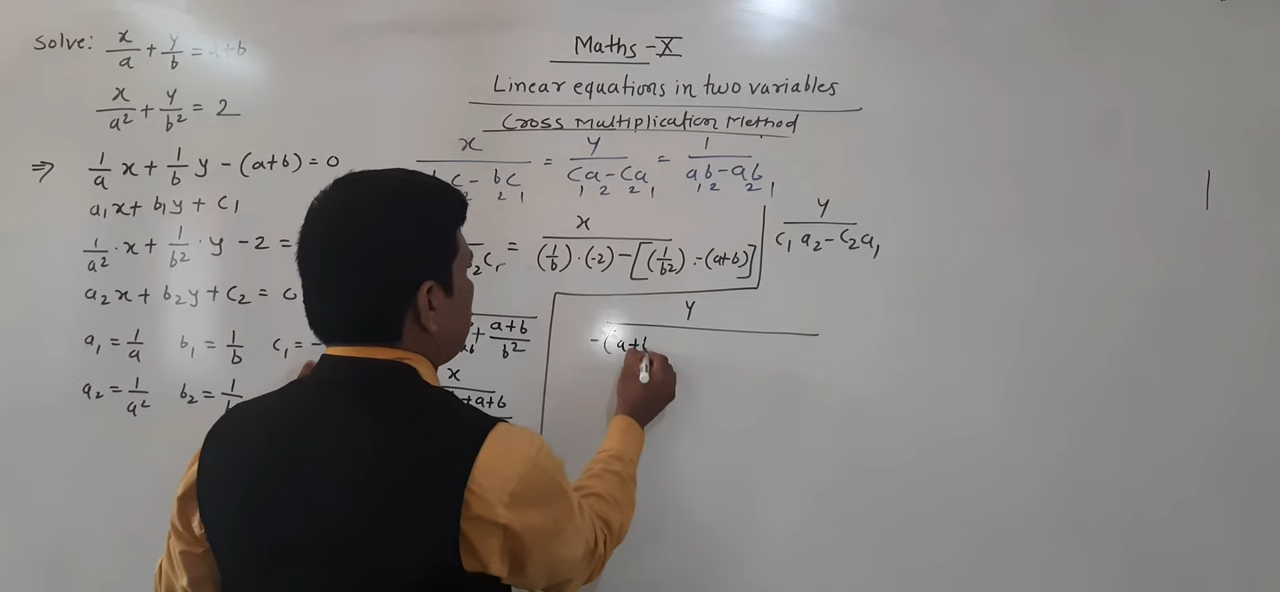 Solve: x/a + y/b = a+b
x/a² + y/b² = 2
⇒ 1/a x + 1/b y - (a+b) = 0
a₁x + b₁y + c₁
1/a² · x + 1/b² · y - 2 =
a₂x + b₂y + c₂ = 0
a₁ = 1/a b₁ = 1/b c₁ = -
a₂ = 1/a² b₂ = 1/
Maths - X
Linear equations in two variables
Cross Multiplication Method
x/ c₂ - b₂c₁ = y/c₁a₂ - c₂a₁ = 1/a₁b₂ - a₂b₁
₂c₁ = x/(1/b)·(-2) - [(1/b²)·-(a+b)]
+ a+b/b²
x/ +a+b
y/c₁a₂ - c₂a₁
y
-(a+